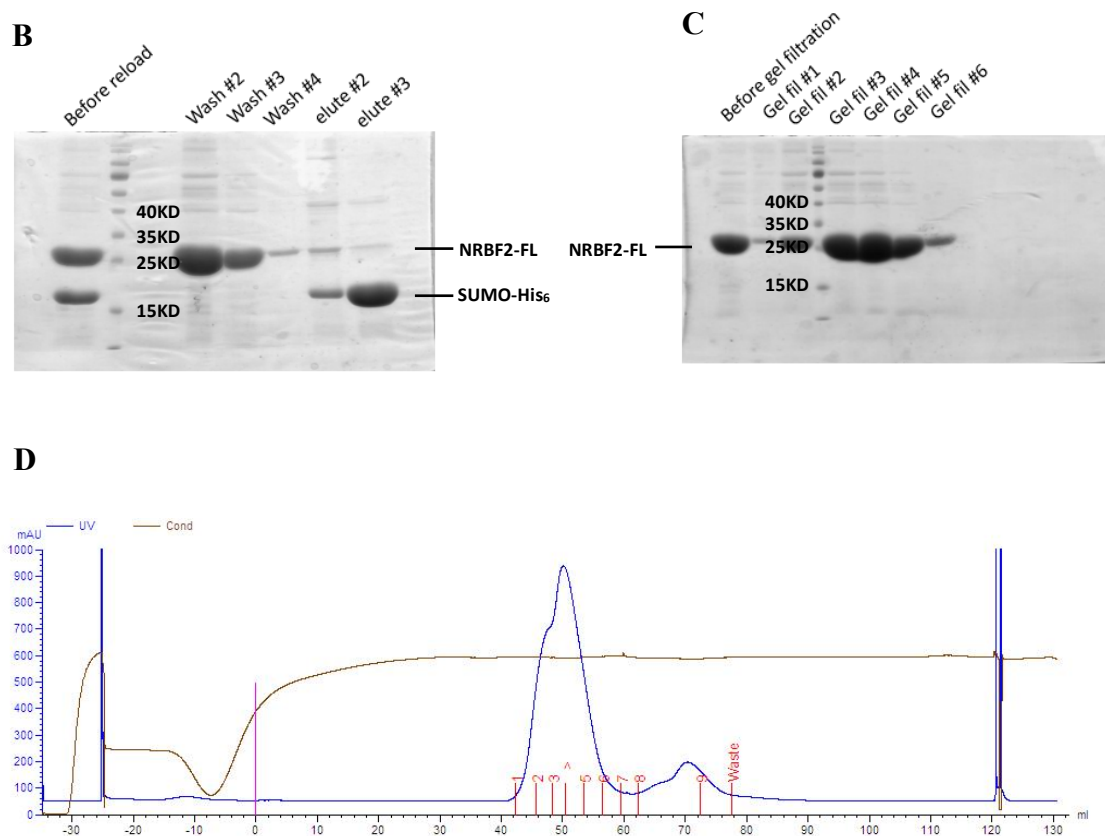 B
Before reload
Wash #2
Wash #3
Wash #4
elute #2
elute #3
40KD
35KD
25KD
15KD
NRBF2-FL
SUMO-His₆
C
Before gel filtration
Gel fil #1
Gel fil #2
Gel fil #3
Gel fil #4
Gel fil #5
Gel fil #6
40KD
35KD
25KD
15KD
NRBF2-FL
D
UV Cond
mAU
1000
900
800
700
600
500
400
300
200
100
0
1 2 3 > 5 6 7 8 9 Waste
-30 -20 -10 0 10 20 30 40 50 60 70 80 90 100 110 120 130 ml